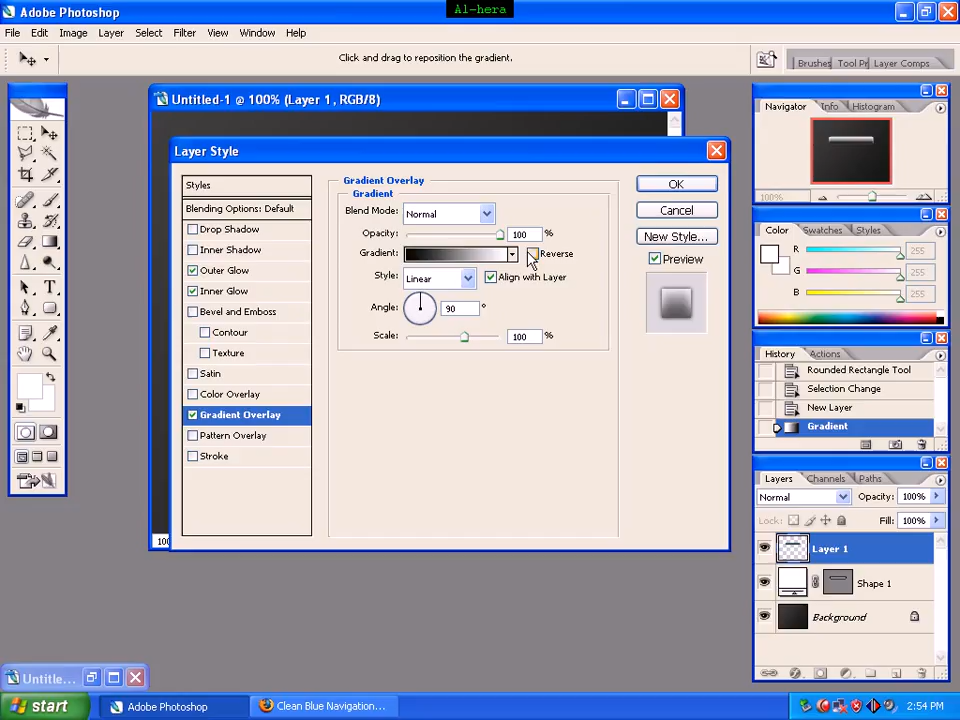 Al-hera
Adobe Photoshop
File Edit Image Layer Select Filter View Window Help
Click and drag to reposition the gradient.
Brushes Tool Pr Layer Comps
Untitled-1 @ 100% (Layer 1, RGB/8)
Navigator Info Histogram
100%
Layer Style
Styles
Blending Options: Default
Drop Shadow
Inner Shadow
Outer Glow
Inner Glow
Bevel and Emboss
Contour
Texture
Satin
Color Overlay
Gradient Overlay
Pattern Overlay
Stroke
Gradient Overlay
Gradient
Blend Mode: Normal
Opacity: 100 %
Gradient: Reverse
Style: Linear Align with Layer
Angle: 90 °
Scale: 100 %
OK
Cancel
New Style...
Preview
Color Swatches Styles
R 255
G 255
B 255
History Actions
Rounded Rectangle Tool
Selection Change
New Layer
Gradient
Layers Channels Paths
Normal Opacity: 100%
Lock: Fill: 100%
Layer 1
Shape 1
Background
100
Untitle...
start Adobe Photoshop Clean Blue Navigation... 2:54 PM